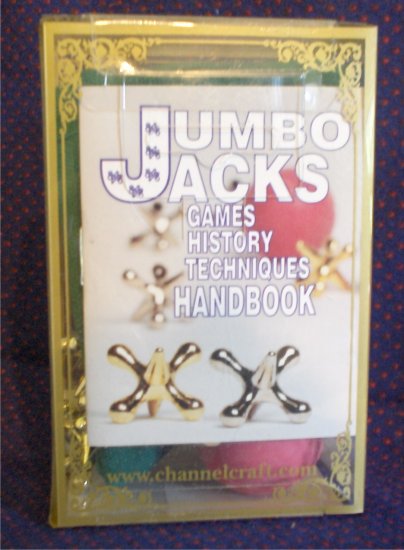 JUMBO
JACKS
GAMES
HISTORY
TECHNIQUES
HANDBOOK
www.channelcraft.com